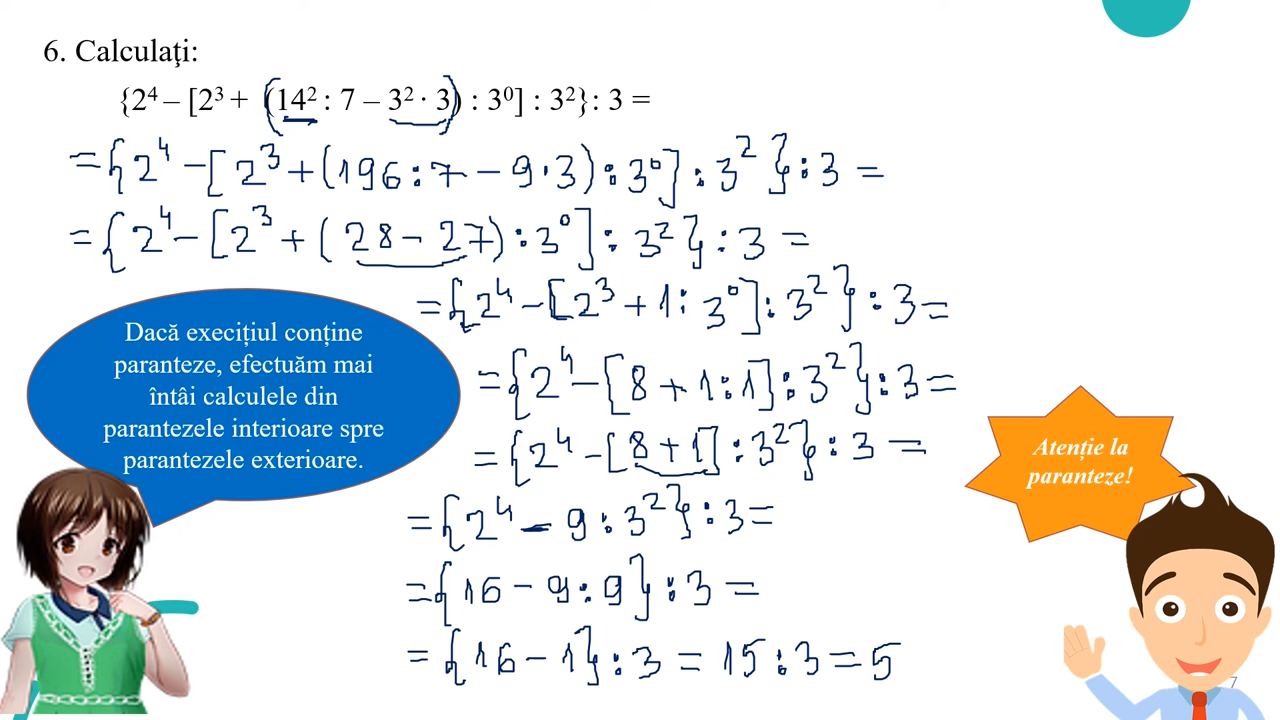 6. Calculaţi:
{2⁴ – [2³ + (14² : 7 – 3² · 3) : 3⁰] : 3²} : 3 =
= {2⁴ – [2³ + (196 : 7 – 9 · 3) : 3⁰] : 3²} : 3 =
= {2⁴ – [2³ + (28 – 27) : 3⁰] : 3²} : 3 =
= {2⁴ – [2³ + 1 : 3⁰] : 3²} : 3 =
= {2⁴ – [8 + 1 : 1] : 3²} : 3 =
= {2⁴ – [8 + 1] : 3²} : 3 =
= {2⁴ – 9 : 3²} : 3 =
= {16 – 9 : 9} : 3 =
= {16 – 1} : 3 = 15 : 3 = 5
Dacă execițiul conține
paranteze, efectuăm mai
întâi calculele din
parantezele interioare spre
parantezele exterioare.
Atenție la
paranteze!
7